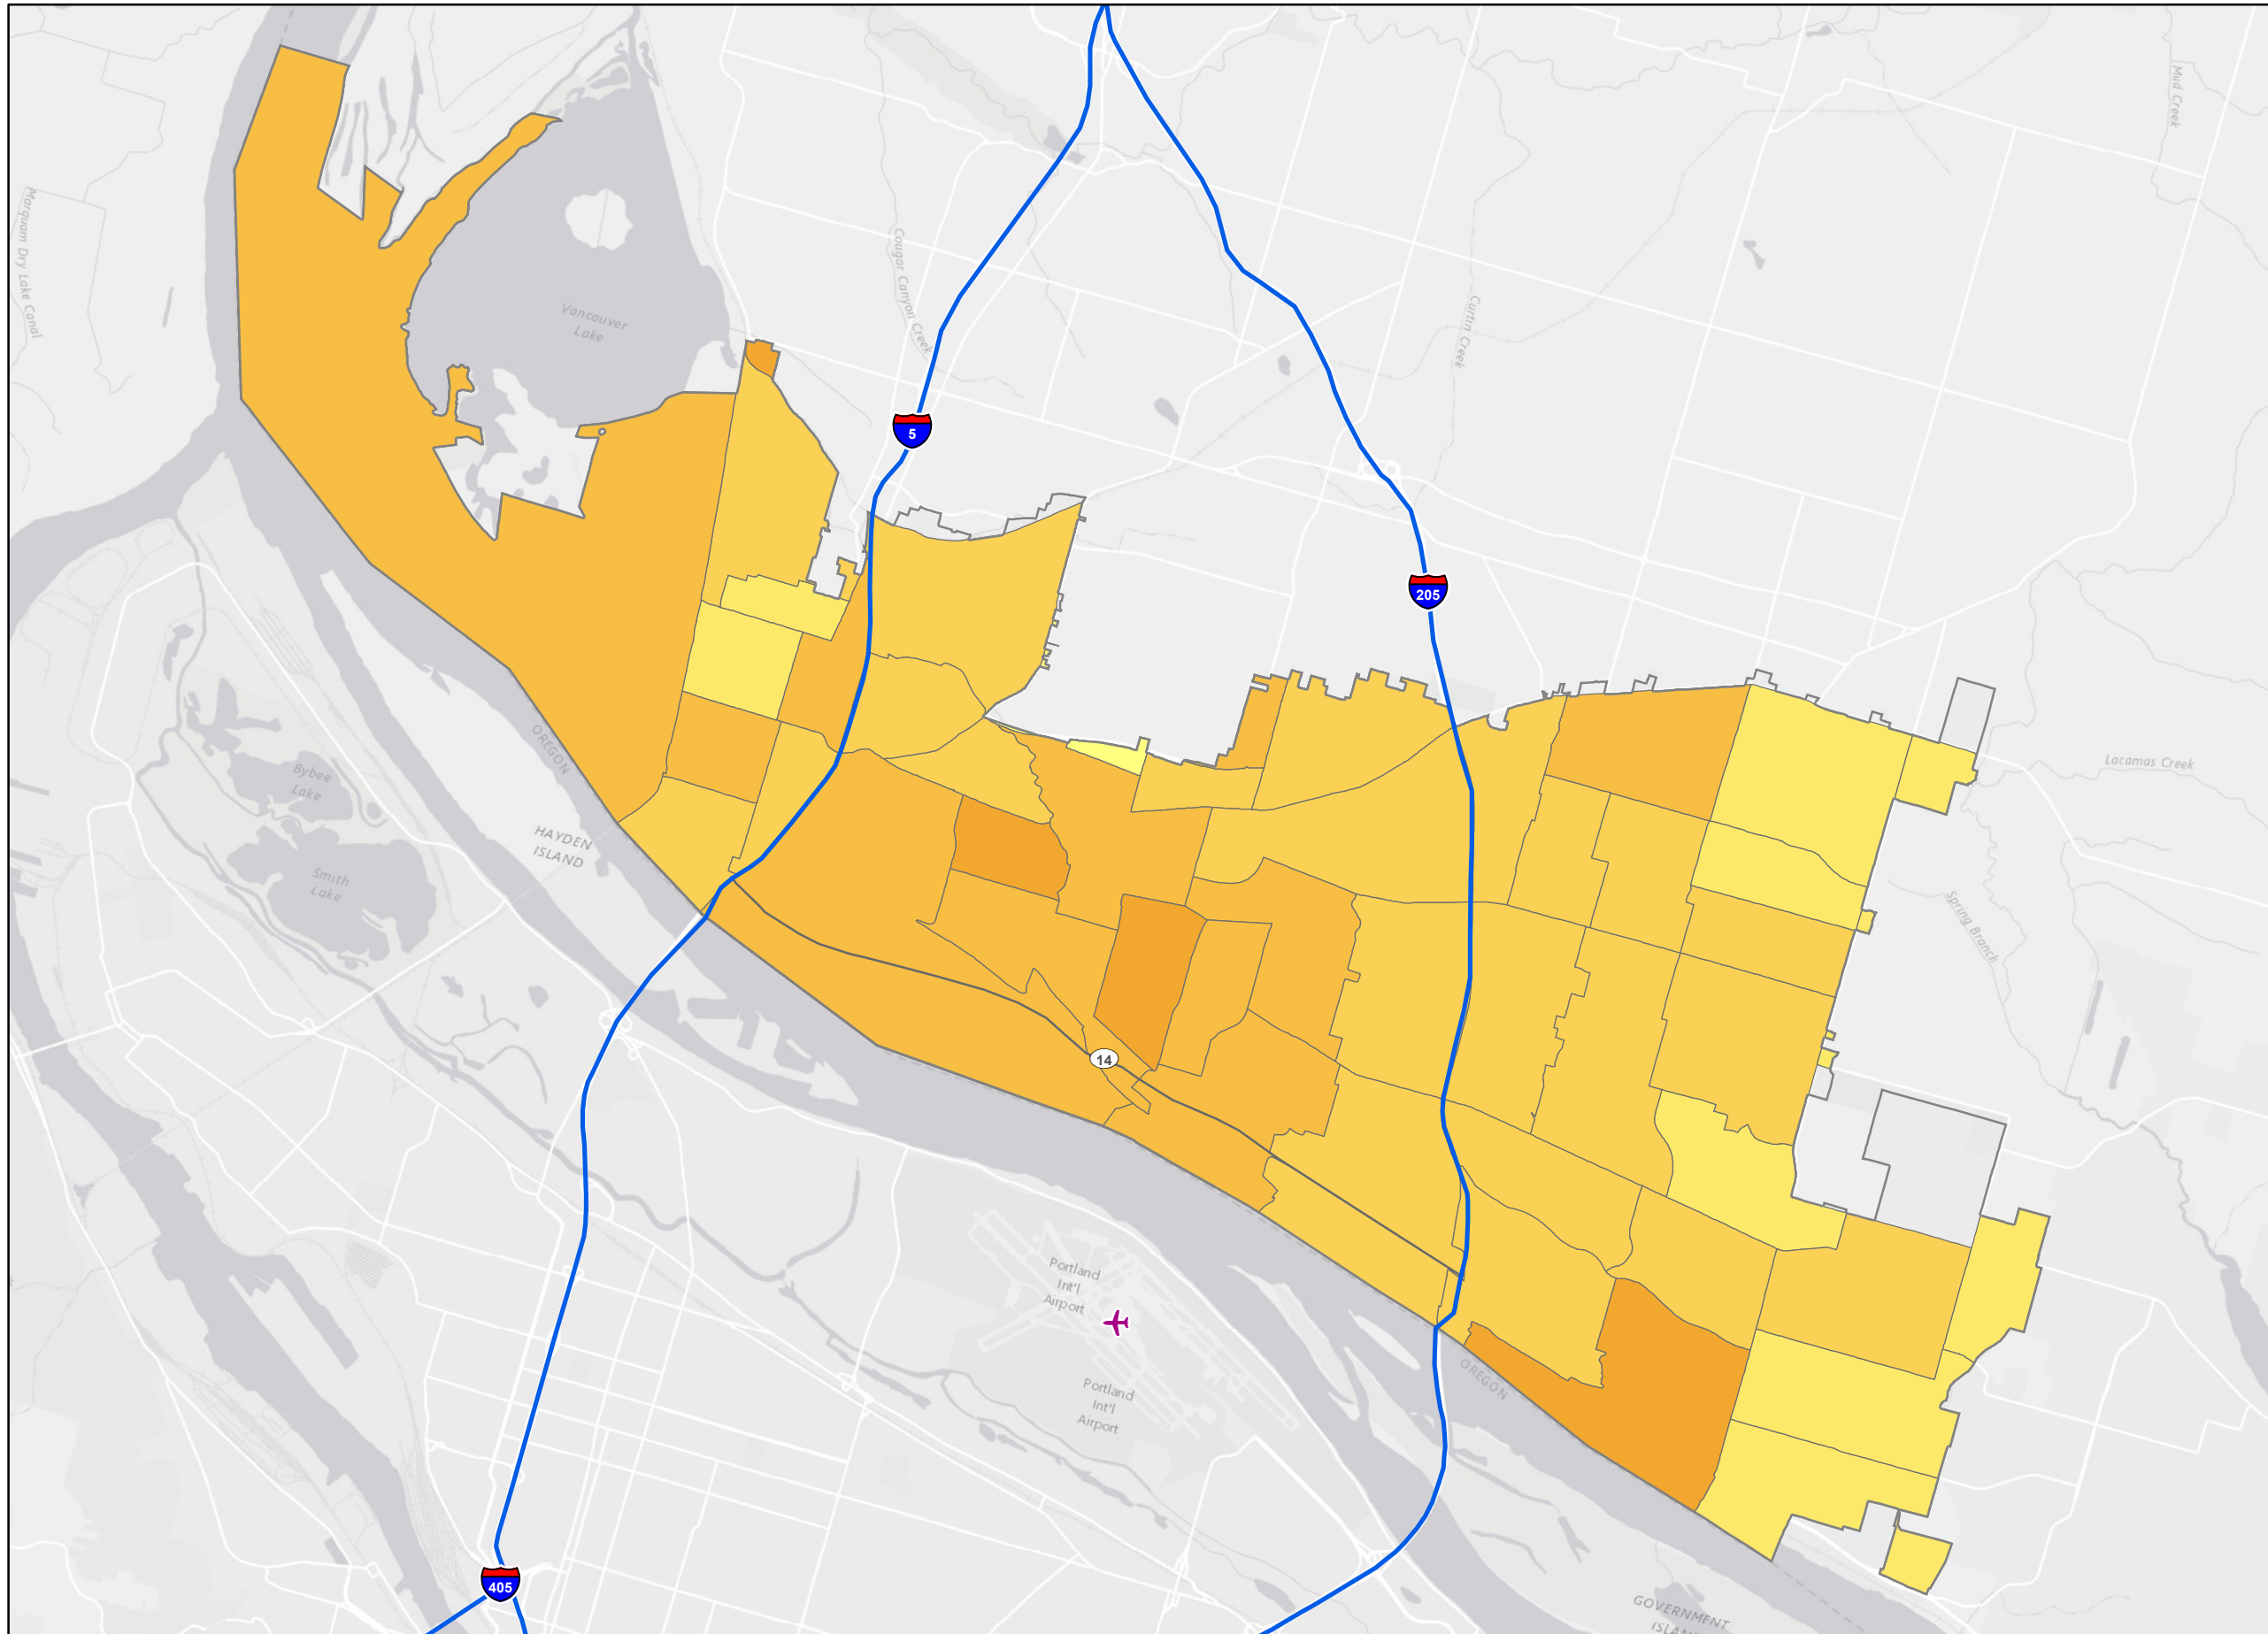 Mud Creek
Marquam Dry Lake Canal
Cougar Canyon Creek
Vancouver
Lake
Curtin Creek
5
205
OREGON
Bybee
Lake
Lacamas Creek
HAYDEN
ISLAND
Smith
Lake
Spring Branch
14
Portland
Int'l
Airport
Portland
Int'l
Airport
OREGON
405
GOVERNMENT